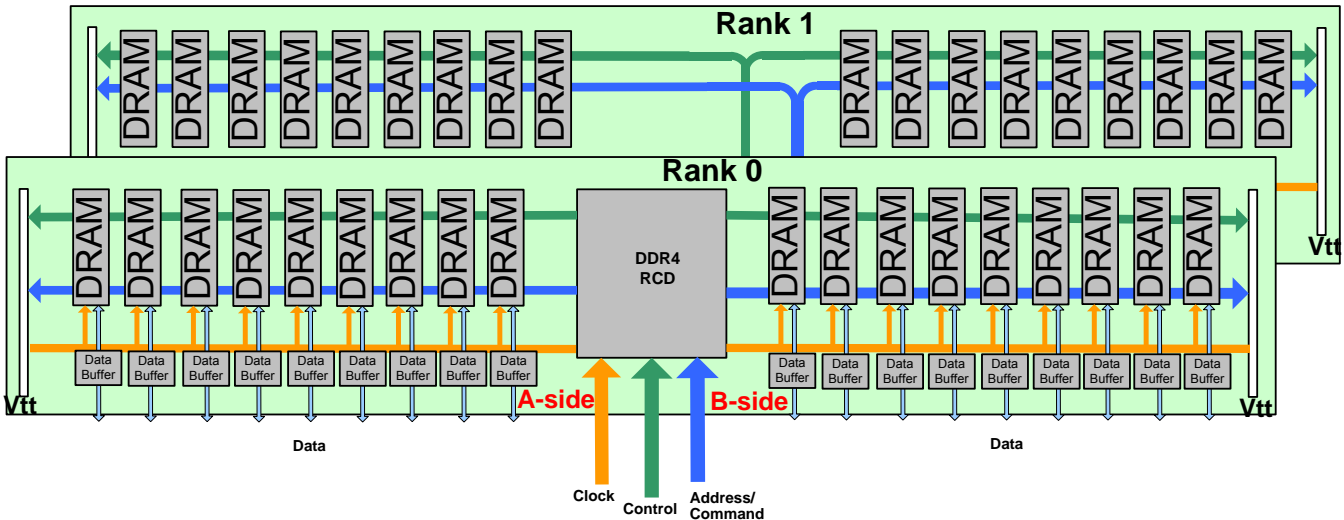 Rank 1
DRAM DRAM DRAM DRAM DRAM DRAM DRAM DRAM DRAM DRAM DRAM DRAM DRAM DRAM DRAM DRAM DRAM DRAM
Vtt
Rank 0
DRAM DRAM DRAM DRAM DRAM DRAM DRAM DRAM DRAM
DDR4
RCD
DRAM DRAM DRAM DRAM DRAM DRAM DRAM DRAM DRAM
Data Data Data Data Data Data Data Data Data
Buffer Buffer Buffer Buffer Buffer Buffer Buffer Buffer Buffer
Data Data Data Data Data Data Data Data Data
Buffer Buffer Buffer Buffer Buffer Buffer Buffer Buffer Buffer
Vtt
A-side
B-side
Vtt
Data
Data
Clock
Control
Address/
Command